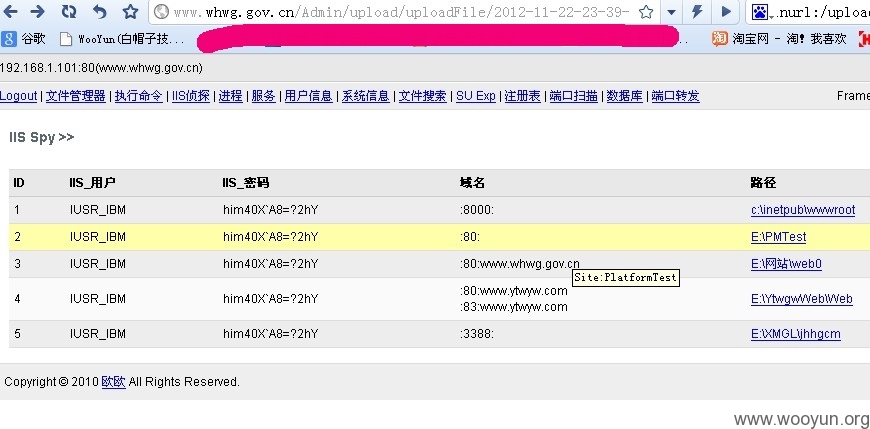 www.whwg.gov.cn/Admin/upload/uploadFile/2012-11-22-23-39-
.nurl:/uploa
谷歌 WooYun(白帽子技... .. 淘宝网 - 淘! 我喜欢
192.168.1.101:80(www.whwg.gov.cn)
Logout | 文件管理器 | 执行命令 | IIS侦探 | 进程 | 服务 | 用户信息 | 系统信息 | 文件搜索 | SU Exp | 注册表 | 端口扫描 | 数据库 | 端口转发 Frame
IIS Spy >>
ID IIS_用户 IIS_密码 域名 路径
1 IUSR_IBM him40X`A8=?2hY :8000: c:\inetpub\wwwroot
2 IUSR_IBM him40X`A8=?2hY :80: E:\PMTest
3 IUSR_IBM him40X`A8=?2hY :80:www.whwg.gov.cn E:\网站\web0
Site:PlatformTest
4 IUSR_IBM him40X`A8=?2hY :80:www.ytwyw.com E:\YtwgwWeb\Web
:83:www.ytwyw.com
5 IUSR_IBM him40X`A8=?2hY :3388: E:\XMGL\jhhgcm
Copyright © 2010 欧欧 All Rights Reserved.
www.wooyun.org